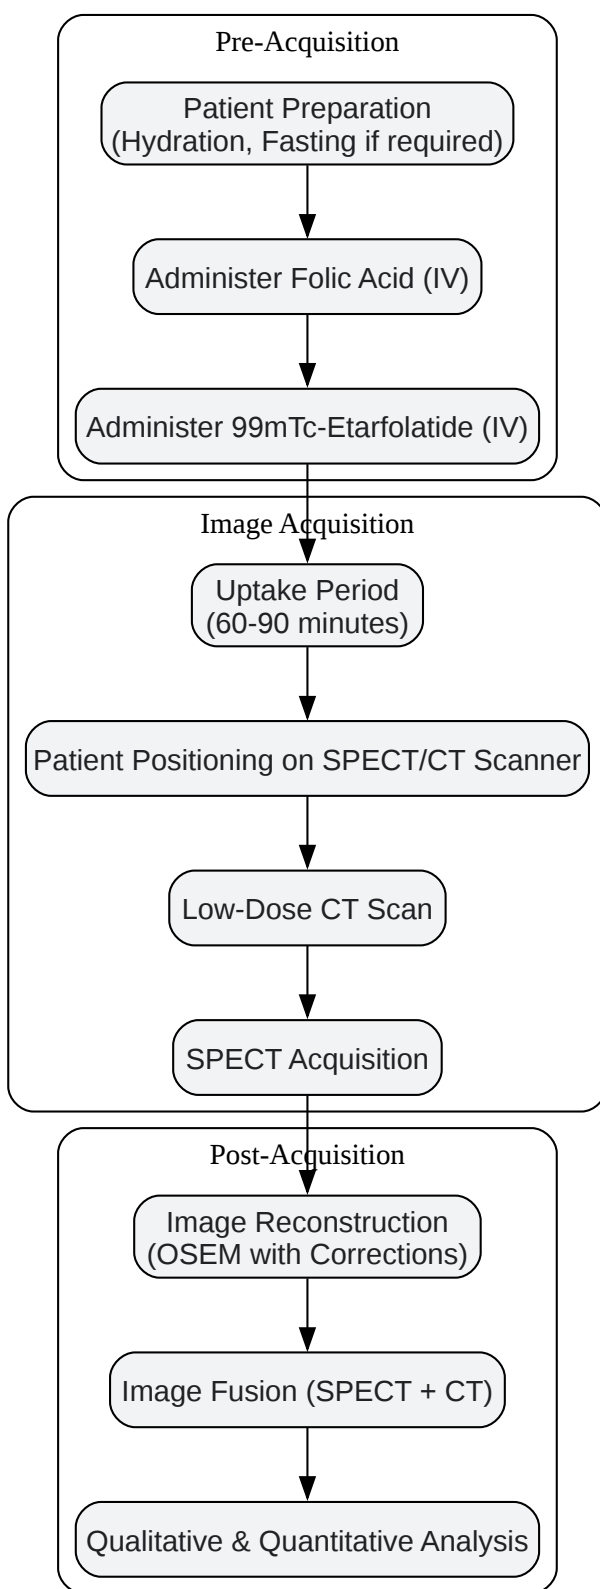 Pre-Acquisition
Patient Preparation
(Hydration, Fasting if required)
Administer Folic Acid (IV)
Administer 99mTc-Etarfolatide (IV)
Image Acquisition
Uptake Period
(60-90 minutes)
Patient Positioning on SPECT/CT Scanner
Low-Dose CT Scan
SPECT Acquisition
Post-Acquisition
Image Reconstruction
(OSEM with Corrections)
Image Fusion (SPECT + CT)
Qualitative & Quantitative Analysis